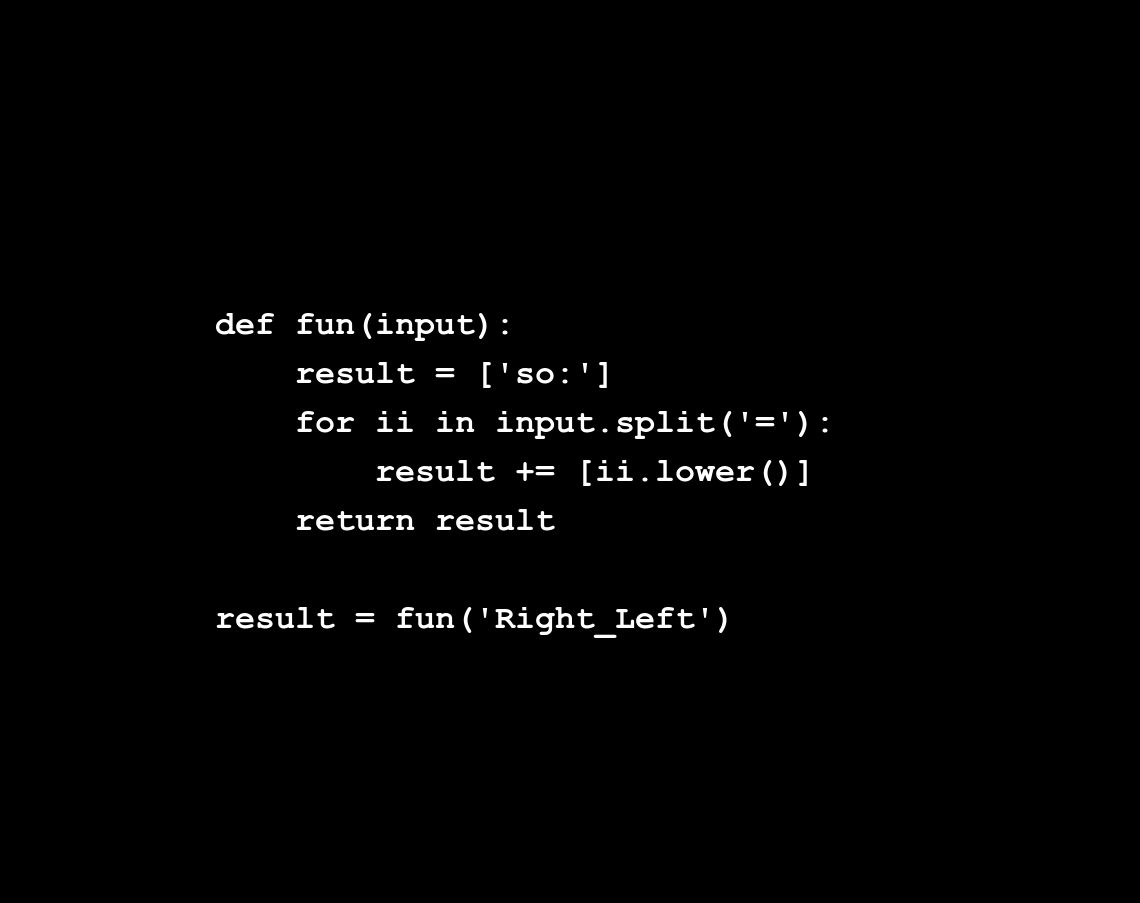 def fun(input):
    result = ['so:']
    for ii in input.split('='):
        result += [ii.lower()]
    return result

result = fun('Right_Left')